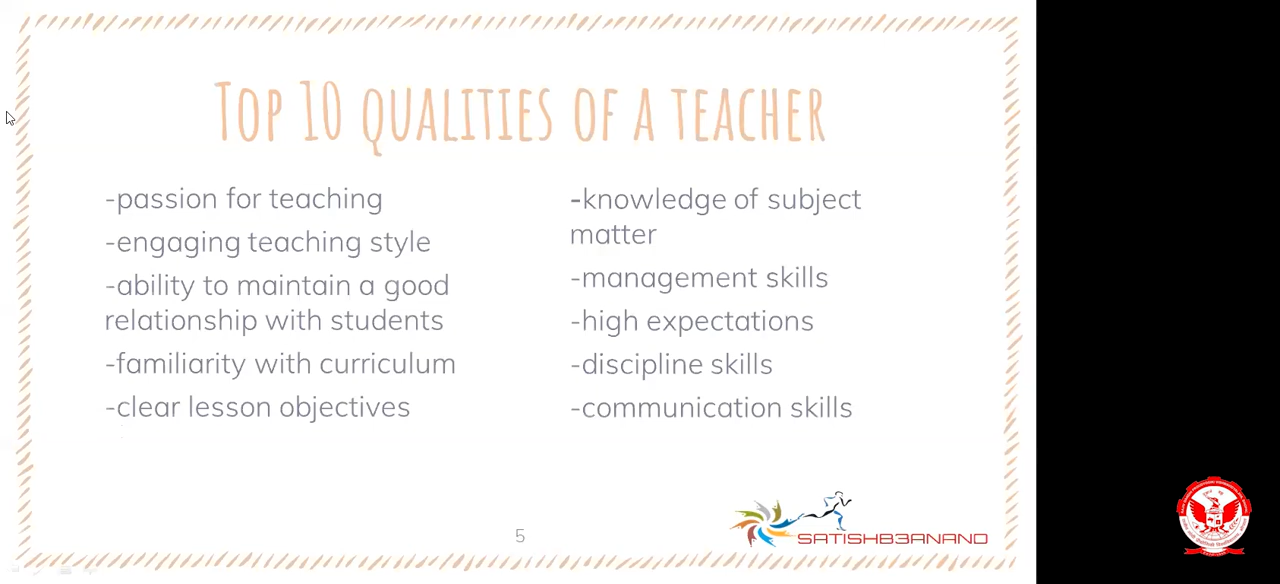 TOP 10 QUALITIES OF A TEACHER
-passion for teaching
-engaging teaching style
-ability to maintain a good
relationship with students
-familiarity with curriculum
-clear lesson objectives
-knowledge of subject
matter
-management skills
-high expectations
-discipline skills
-communication skills
5
SATISHB3ANAND